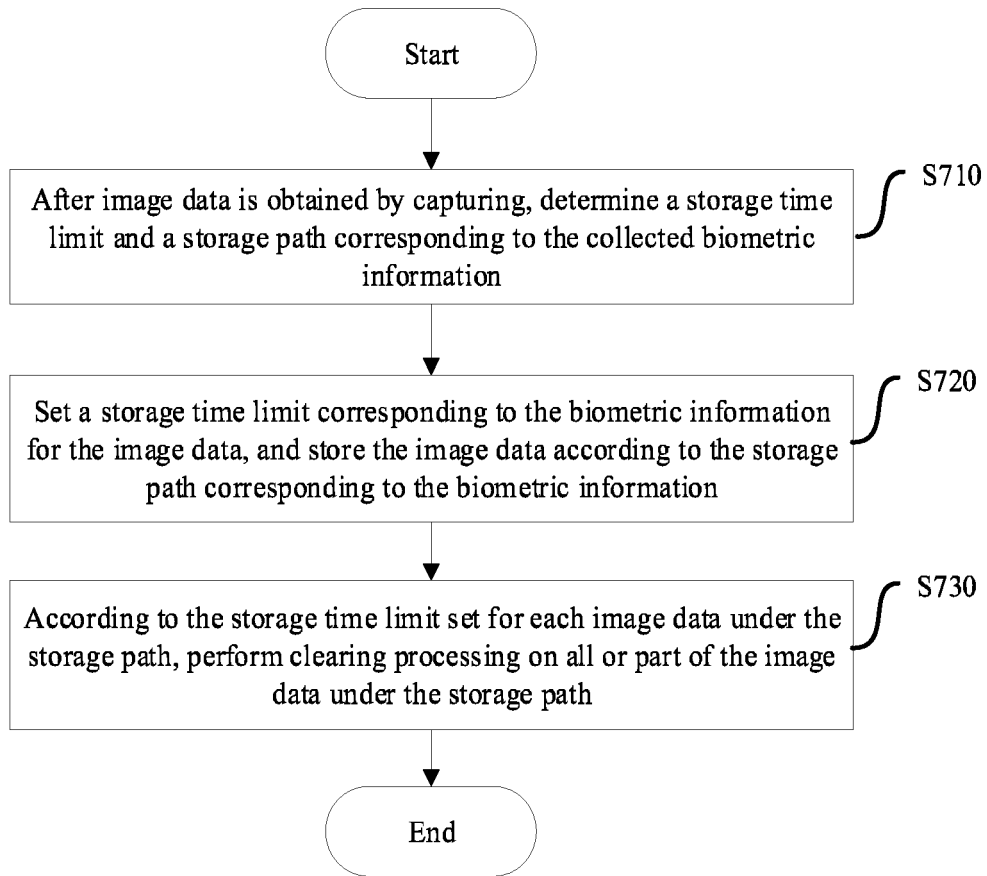 Start
S710
After image data is obtained by capturing, determine a storage time
limit and a storage path corresponding to the collected biometric
information
S720
Set a storage time limit corresponding to the biometric information
for the image data, and store the image data according to the storage
path corresponding to the biometric information
S730
According to the storage time limit set for each image data under the
storage path, perform clearing processing on all or part of the image
data under the storage path
End